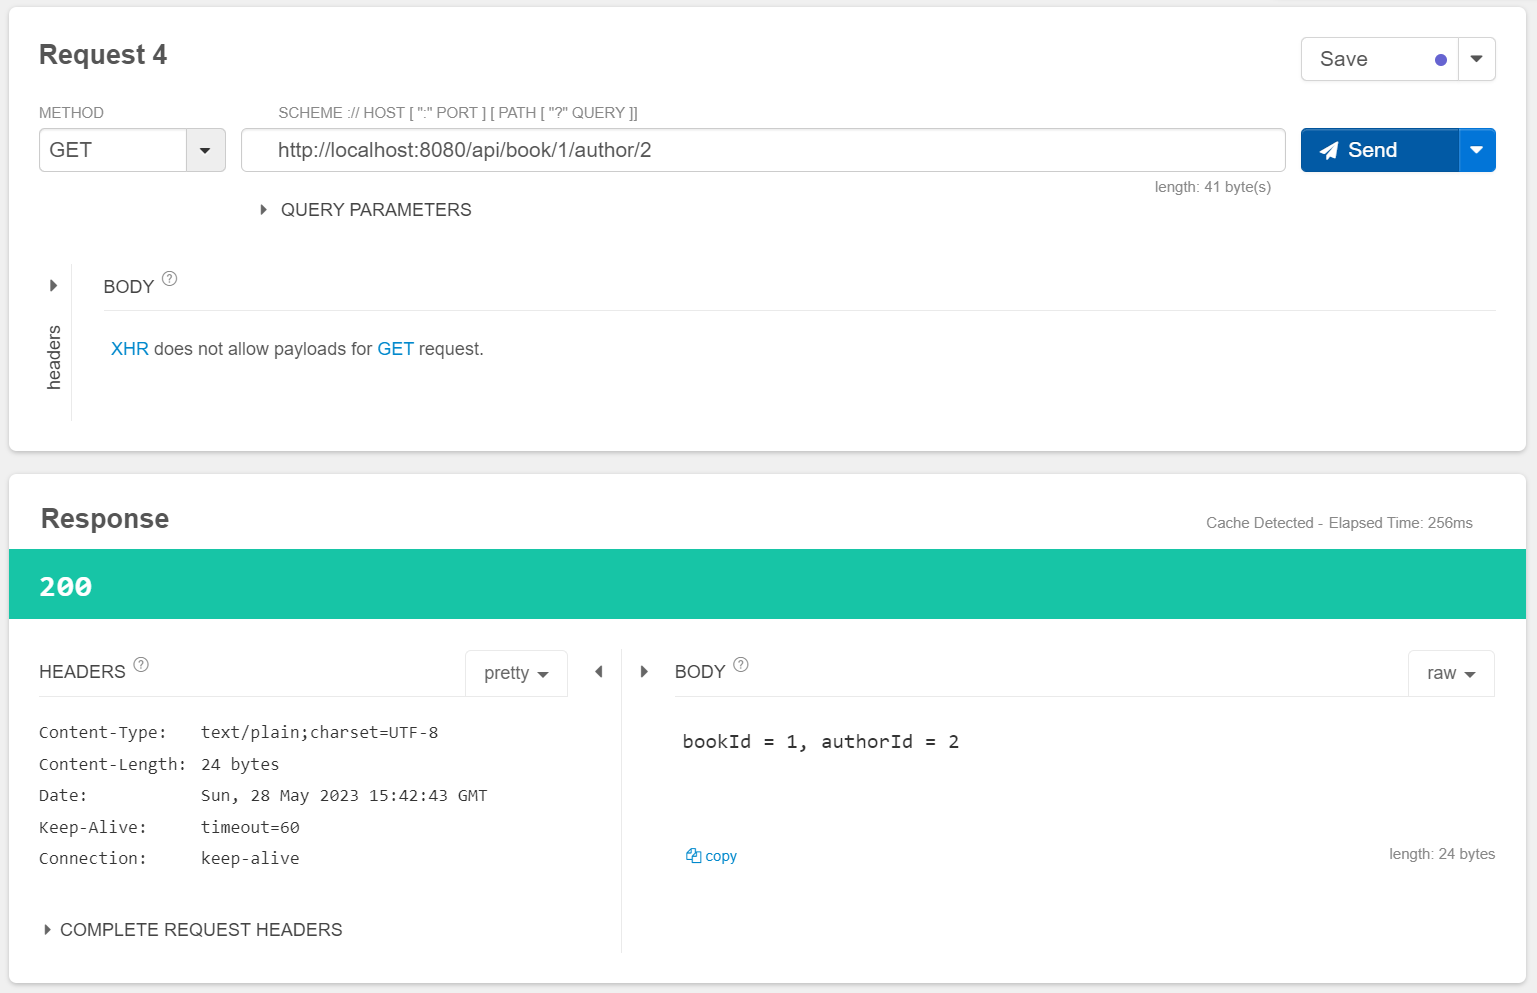 Request 4
Save
METHOD
SCHEME :// HOST [ ":" PORT ] [ PATH [ "?" QUERY ]]
GET
http://localhost:8080/api/book/1/author/2
Send
length: 41 byte(s)
QUERY PARAMETERS
headers
BODY ?
XHR does not allow payloads for GET request.
Response
Cache Detected - Elapsed Time: 256ms
200
HEADERS ?
pretty
Content-Type: text/plain;charset=UTF-8
Content-Length: 24 bytes
Date: Sun, 28 May 2023 15:42:43 GMT
Keep-Alive: timeout=60
Connection: keep-alive
COMPLETE REQUEST HEADERS
BODY ?
raw
bookId = 1, authorId = 2
copy
length: 24 bytes